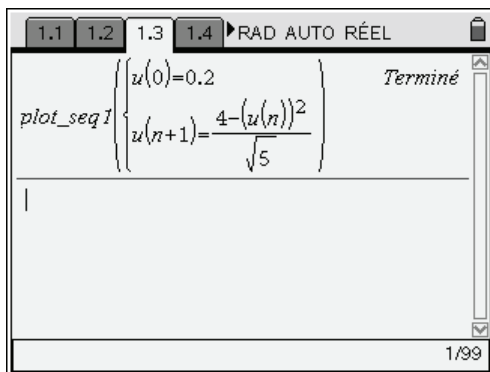 1.1 1.2 1.3 1.4 RAD AUTO RÉEL
u(0)=0.2 Terminé
plot_seq1
u(n+1)=4-(u(n))²/√5
1/99